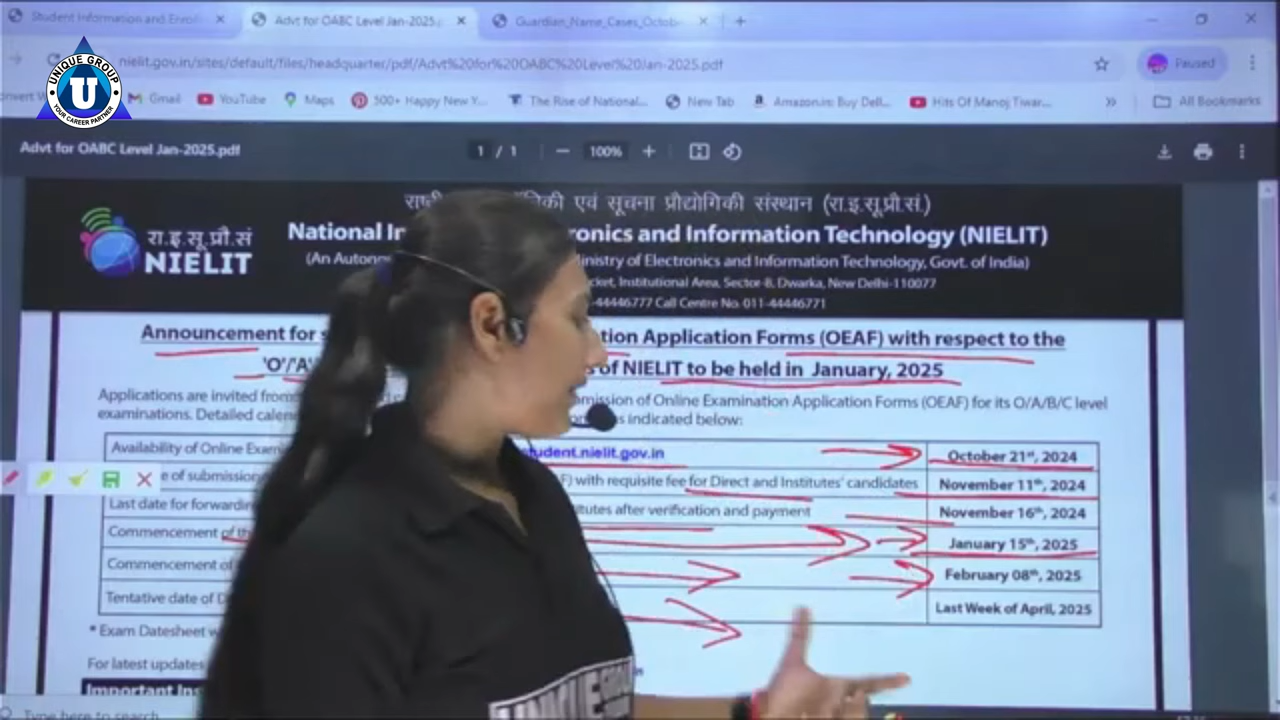 Student Information and Enroll
Advt for OABC Level Jan-2025.p
Guardian_Name_Cases_Octob
nielit.gov.in/sites/default/files/headquarter/pdf/Advt%20for%20OABC%20Level%20Jan-2025.pdf
Paused
UNIQUE GROUP
U
YOUR CAREER PARTNER
Gmail
YouTube
Maps
300+ Happy New Y...
The Rise of National...
New Tab
Amazon.in: Buy Dell...
Hits Of Manoj Tiwar...
All Bookmarks
Advt for OABC Level Jan-2025.pdf
1 / 1
100%
की एवं सूचना प्रौद्योगिकी संस्थान (रा.इ.सू.प्रौ.सं.)
रा.इ.सू.प्रौ.सं
NIELIT
National In ronics and Information Technology (NIELIT)
(An Autono inistry of Electronics and Information Technology, Govt. of India)
cket, Institutional Area, Sector-8, Dwarka, New Delhi-110077
-44446777 Call Centre No. 011-44446771
Announcement for s tion Application Forms (OEAF) with respect to the
'O'/'A'/ s of NIELIT to be held in January, 2025
Applications are invited from mission of Online Examination Application Forms (OEAF) for its O/A/B/C level
examinations. Detailed calen as indicated below:
Availability of Online Exam student.nielit.gov.in October 21st, 2024
e of submission F) with requisite fee for Direct and Institutes' candidates November 11th, 2024
Last date for forwardin tutes after verification and payment November 16th, 2024
Commencement of th January 15th, 2025
Commencement of February 08th, 2025
Tentative date of D Last Week of April, 2025
* Exam Datesheet w
For latest updates
Important Ins
Type here to search